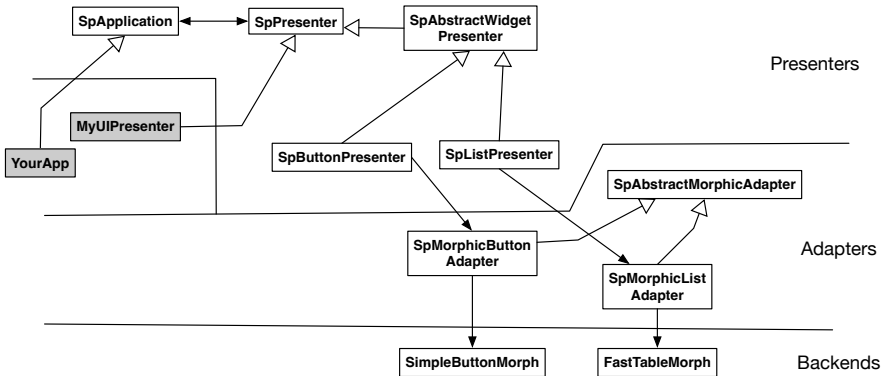 SpApplication
SpPresenter
SpAbstractWidget
Presenter
Presenters
MyUIPresenter
YourApp
SpButtonPresenter
SpListPresenter
SpAbstractMorphicAdapter
SpMorphicButton
Adapter
Adapters
SpMorphicList
Adapter
SimpleButtonMorph
FastTableMorph
Backends